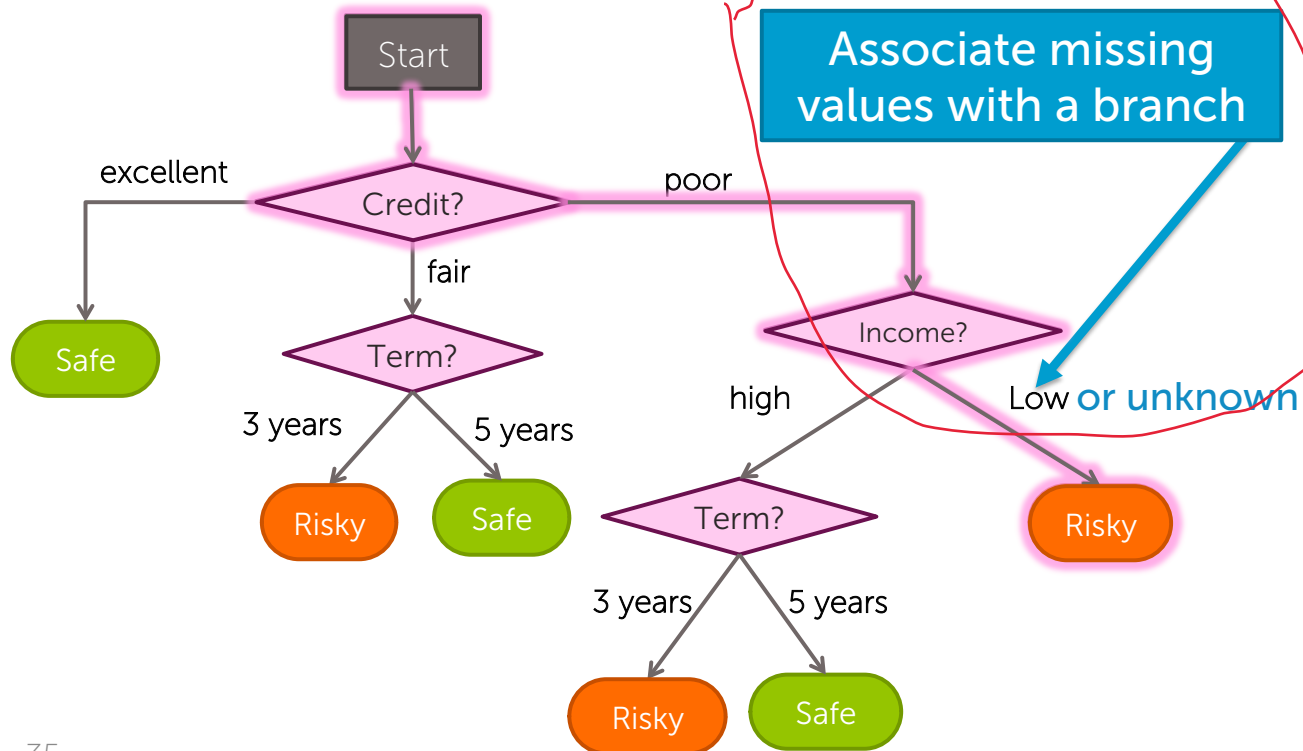 Start
Associate missing
values with a branch
excellent
Credit?
poor
fair
Safe
Term?
Income?
high
Low or unknown
3 years
5 years
Risky
Safe
Term?
Risky
3 years
5 years
Risky
Safe